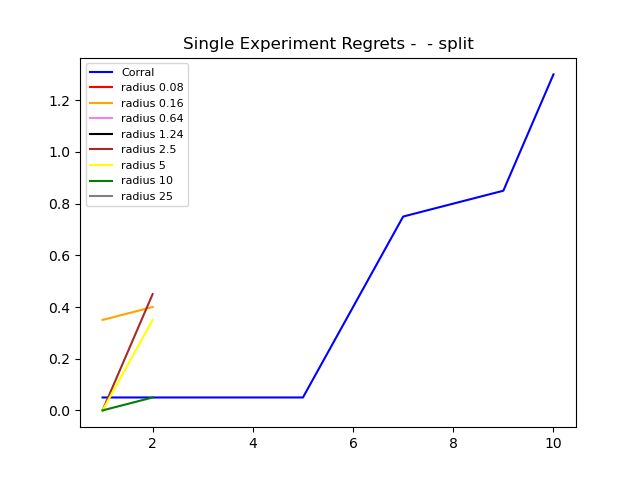 Single Experiment Regrets -  - split
Corral
radius 0.08
radius 0.16
radius 0.64
radius 1.24
radius 2.5
radius 5
radius 10
radius 25
1.2
1.0
0.8
0.6
0.4
0.2
0.0
2 4 6 8 10